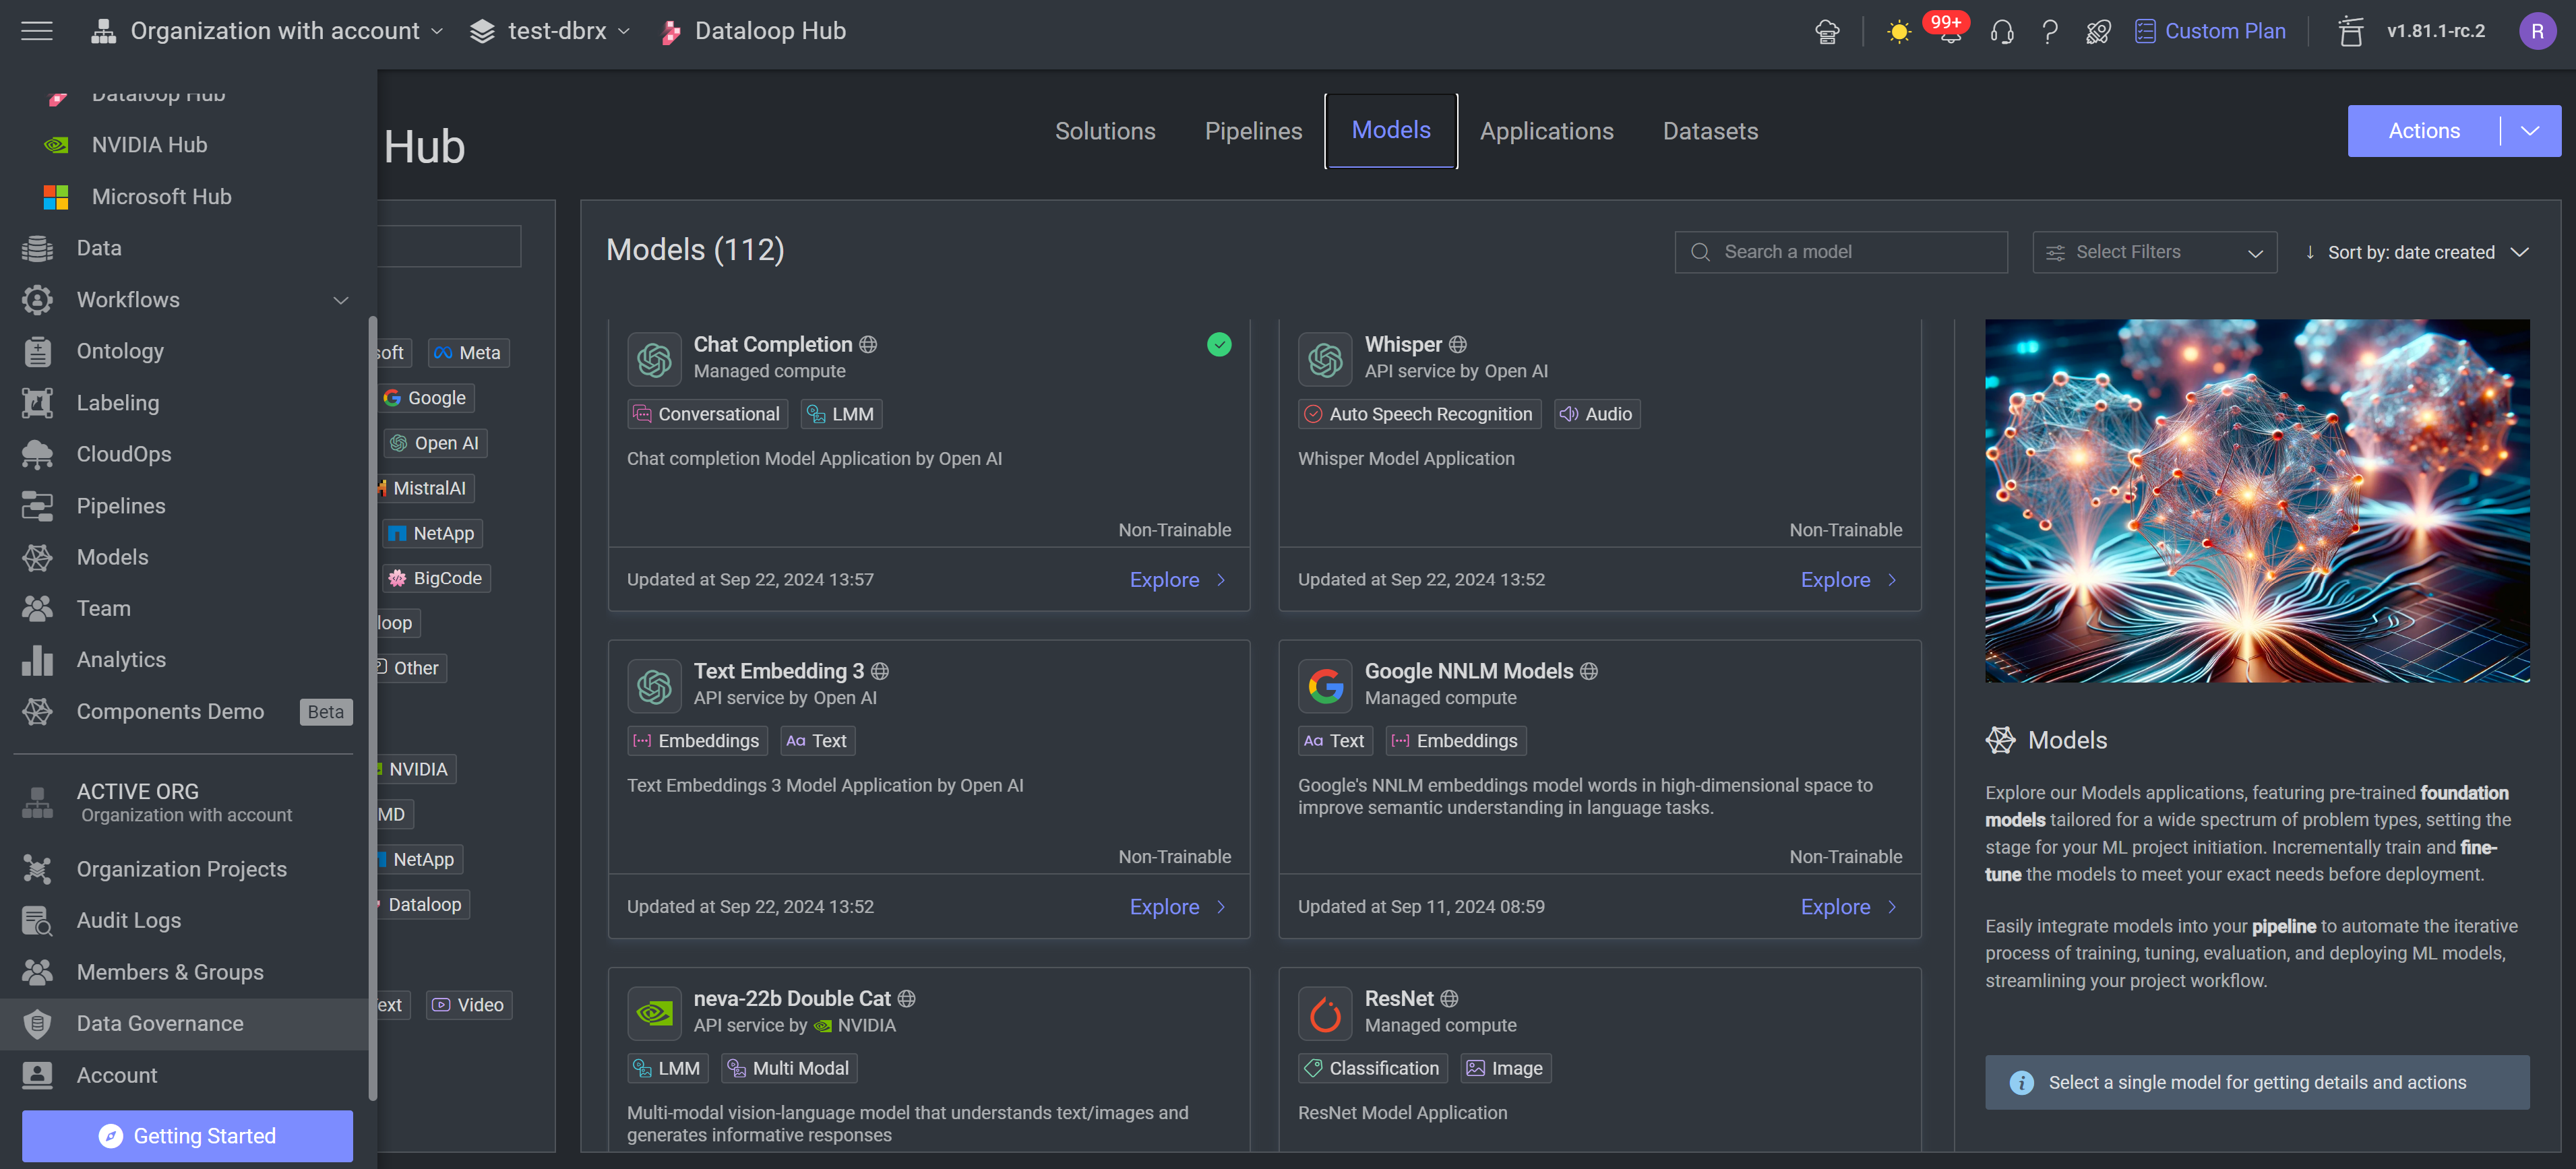 Organization with account
test-dbrx
Dataloop Hub
99+
Custom Plan
v1.81.1-rc.2
R
Dataloop Hub
NVIDIA Hub
Microsoft Hub
Data
Workflows
Ontology
Labeling
CloudOps
Pipelines
Models
Team
Analytics
Components Demo
Beta
ACTIVE ORG
Organization with account
Organization Projects
Audit Logs
Members & Groups
Data Governance
Account
Getting Started
Hub
Solutions
Pipelines
Models
Applications
Datasets
Actions
soft
Meta
Google
Open AI
MistralAI
NetApp
BigCode
loop
Other
NVIDIA
MD
NetApp
Dataloop
ext
Video
Models (112)
Search a model
Select Filters
↓ Sort by: date created
Chat Completion
Managed compute
Conversational
LMM
Chat completion Model Application by Open AI
Non-Trainable
Updated at Sep 22, 2024 13:57
Explore
Whisper
API service by Open AI
Auto Speech Recognition
Audio
Whisper Model Application
Non-Trainable
Updated at Sep 22, 2024 13:52
Explore
Text Embedding 3
API service by Open AI
Embeddings
Aa Text
Text Embeddings 3 Model Application by Open AI
Non-Trainable
Updated at Sep 22, 2024 13:52
Explore
Google NNLM Models
Managed compute
Aa Text
Embeddings
Google's NNLM embeddings model words in high-dimensional space to
improve semantic understanding in language tasks.
Non-Trainable
Updated at Sep 11, 2024 08:59
Explore
neva-22b Double Cat
API service by NVIDIA
LMM
Multi Modal
Multi-modal vision-language model that understands text/images and
generates informative responses
ResNet
Managed compute
Classification
Image
ResNet Model Application
Models
Explore our Models applications, featuring pre-trained foundation
models tailored for a wide spectrum of problem types, setting the
stage for your ML project initiation. Incrementally train and fine-
tune the models to meet your exact needs before deployment.
Easily integrate models into your pipeline to automate the iterative
process of training, tuning, evaluation, and deploying ML models,
streamlining your project workflow.
Select a single model for getting details and actions